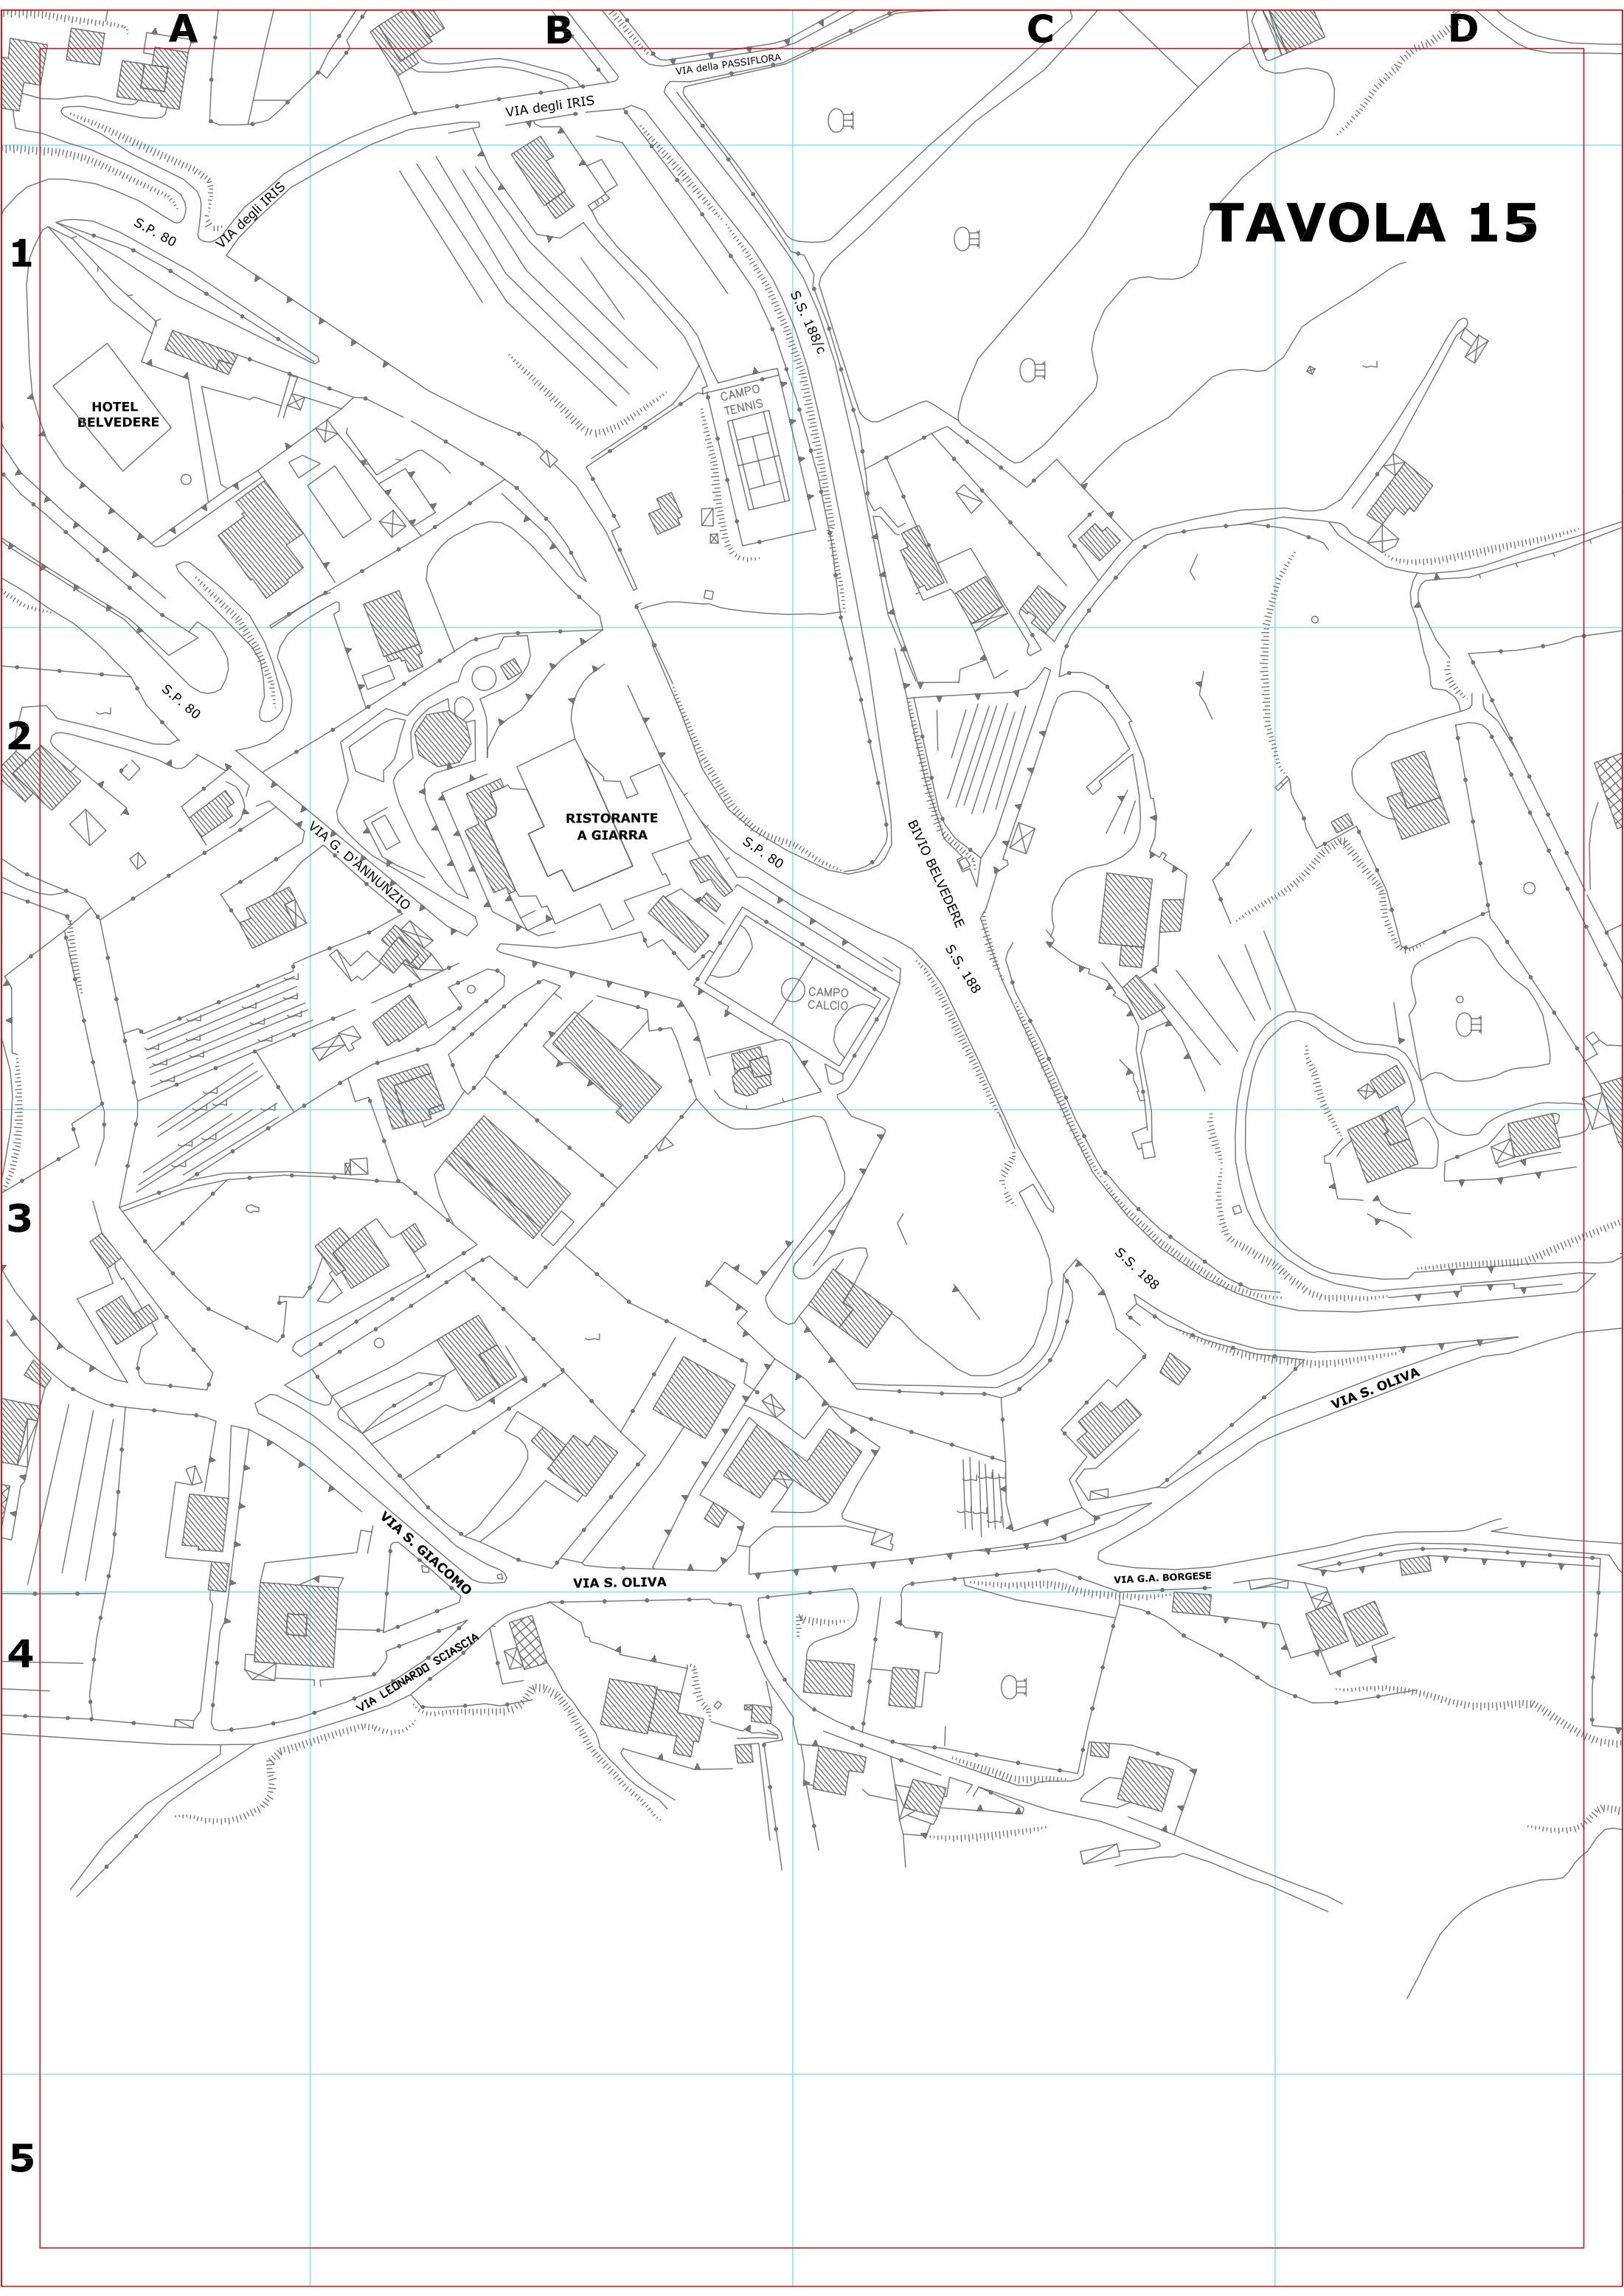 A B C D
VIA della PASSIFLORA
VIA degli IRIS
VIA degli IRIS
TAVOLA 15
1
S.P. 80
S.S. 188/c
CAMPO
TENNIS
HOTEL
BELVEDERE
S.P. 80
2
RISTORANTE
A GIARRA
VIA G. D'ANNUNZIO
S.P. 80
BIVIO BELVEDERE
S.S. 188
CAMPO
CALCIO
3
S.S. 188
VIA S. OLIVA
VIA S. GIACOMO
VIA S. OLIVA
VIA G.A. BORGESE
4
VIA LEONARDO SCIASCIA
5